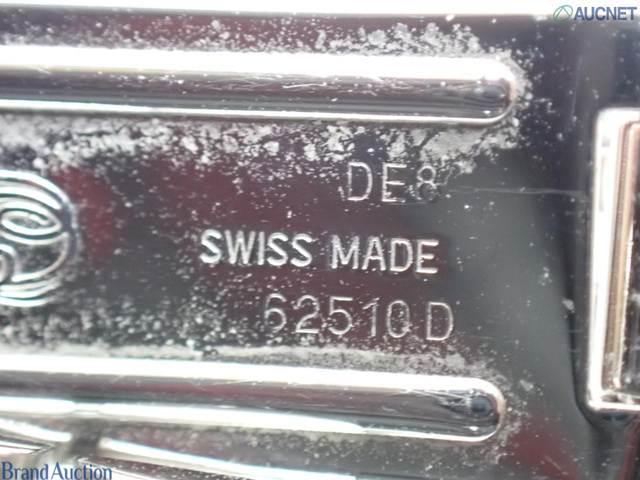 AUCNET
DE8
SWISS MADE
62510D
Brand Auction